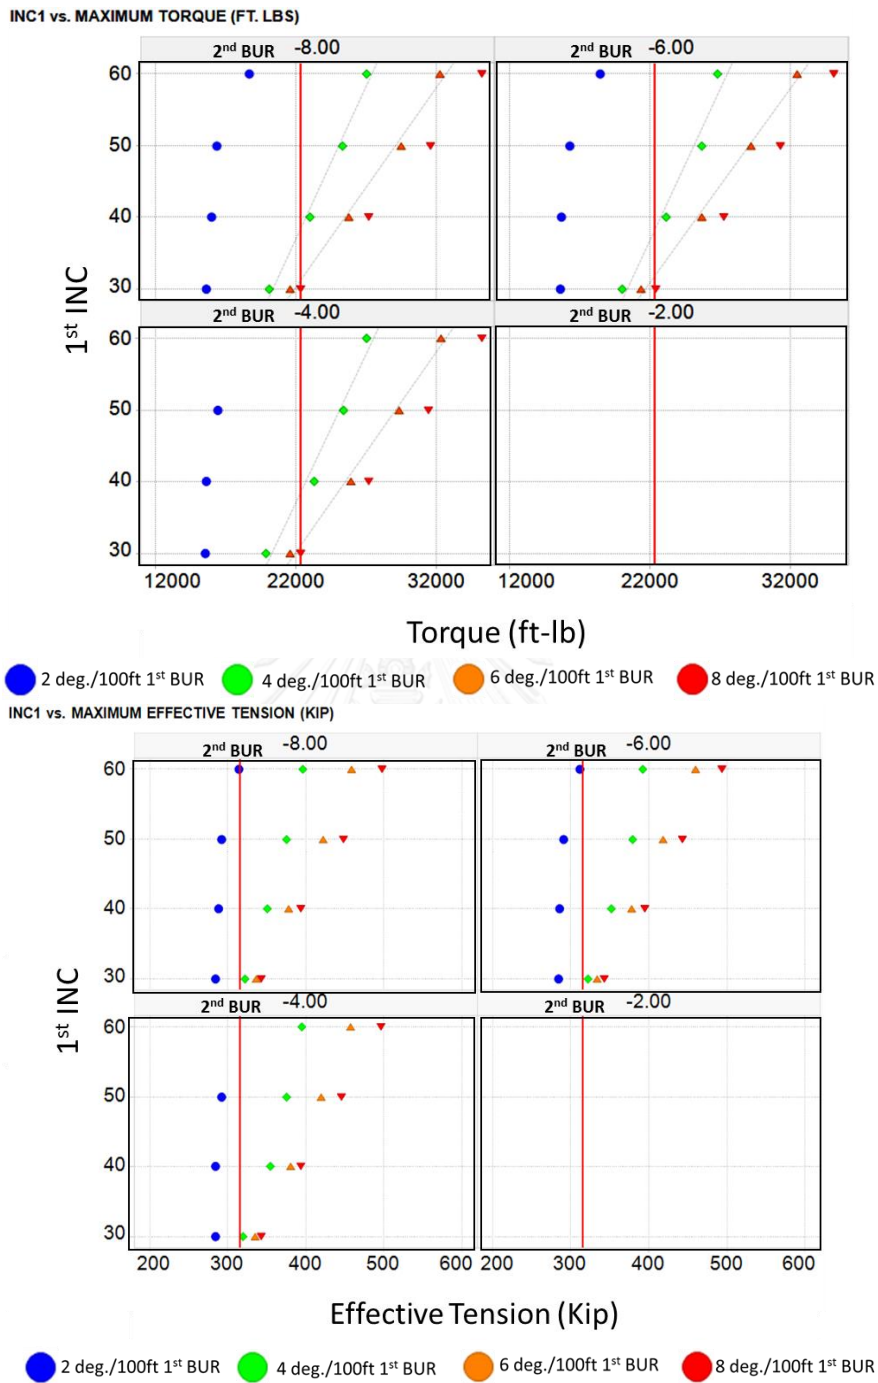 INC1 vs. MAXIMUM TORQUE (FT. LBS)
2nd BUR -8.00
2nd BUR -6.00
60
50
40
30
1st INC
2nd BUR -4.00
2nd BUR -2.00
60
50
40
30
12000 22000 32000 12000 22000 32000
Torque (ft-lb)
2 deg./100ft 1st BUR 4 deg./100ft 1st BUR 6 deg./100ft 1st BUR 8 deg./100ft 1st BUR
INC1 vs. MAXIMUM EFFECTIVE TENSION (KIP)
2nd BUR -8.00
2nd BUR -6.00
60
50
40
30
1st INC
2nd BUR -4.00
2nd BUR -2.00
60
50
40
30
200 300 400 500 600 200 300 400 500 600
Effective Tension (Kip)
2 deg./100ft 1st BUR 4 deg./100ft 1st BUR 6 deg./100ft 1st BUR 8 deg./100ft 1st BUR